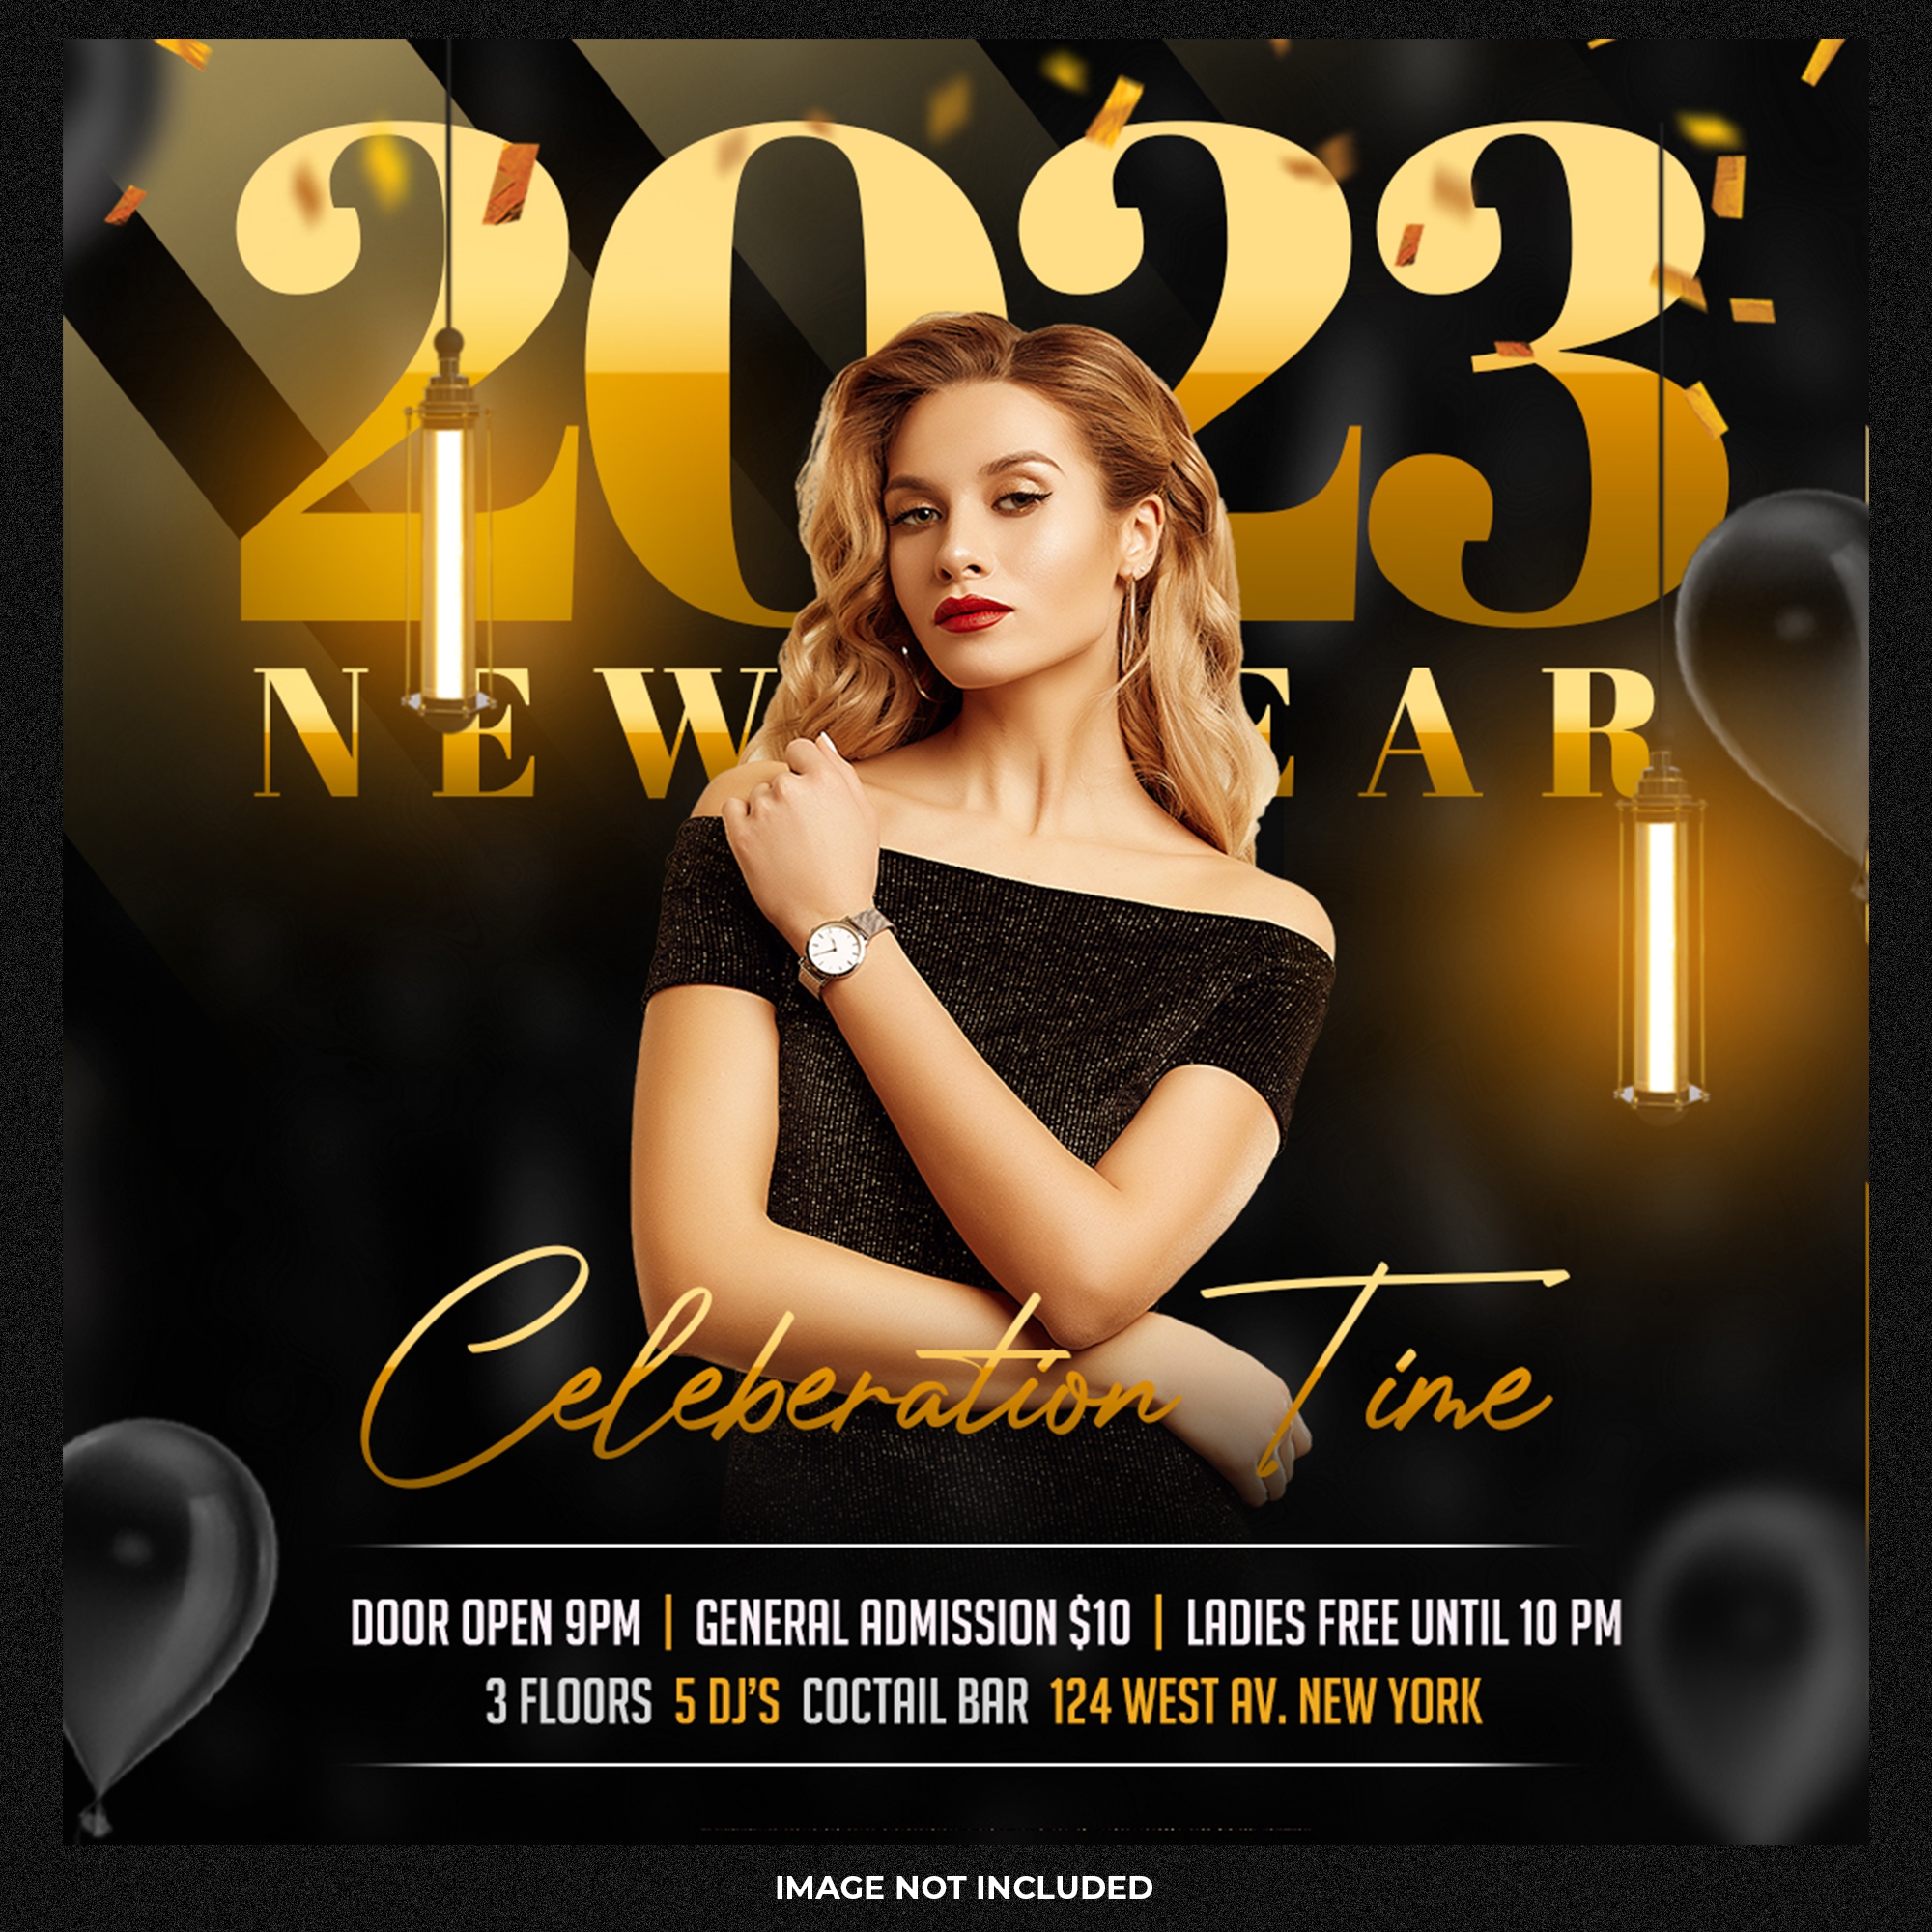 2023
NEW EAR
Celeberation Time
DOOR OPEN 9PM | GENERAL ADMISSION $10 | LADIES FREE UNTIL 10 PM
3 FLOORS 5 DJ'S COCTAIL BAR 124 WEST AV. NEW YORK
IMAGE NOT INCLUDED